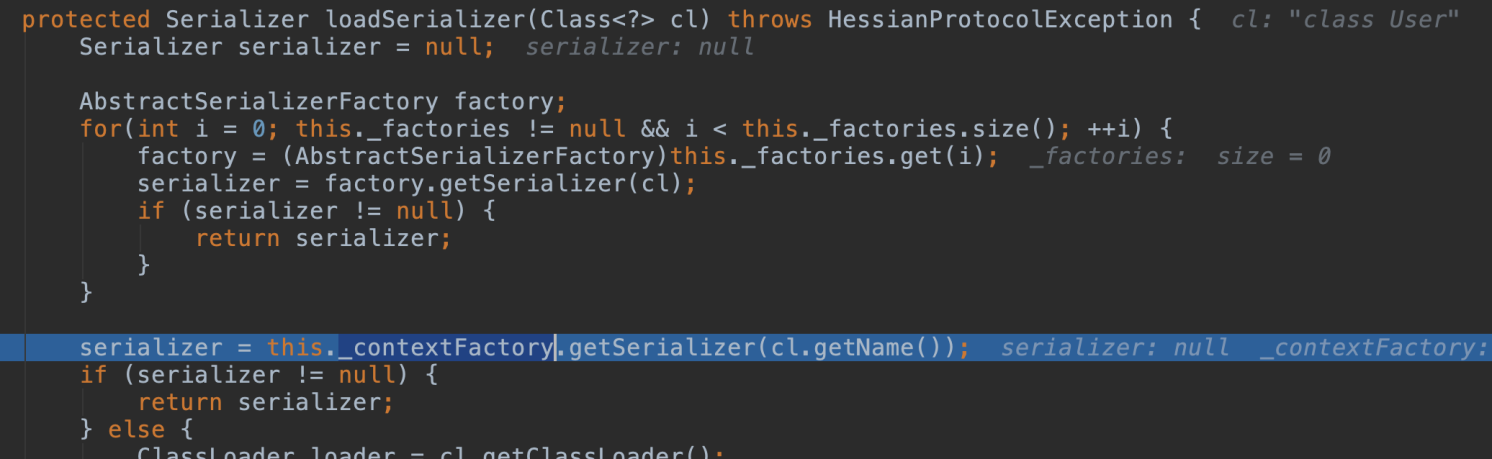 protected Serializer loadSerializer(Class<?> cl) throws HessianProtocolException {  cl: "class User"
    Serializer serializer = null;  serializer: null

    AbstractSerializerFactory factory;
    for(int i = 0; this._factories != null && i < this._factories.size(); ++i) {
        factory = (AbstractSerializerFactory)this._factories.get(i);  _factories:  size = 0
        serializer = factory.getSerializer(cl);
        if (serializer != null) {
            return serializer;
        }
    }

    serializer = this._contextFactory.getSerializer(cl.getName());  serializer: null  _contextFactory:
    if (serializer != null) {
        return serializer;
    } else {
        ClassLoader loader = cl.getClassLoader();